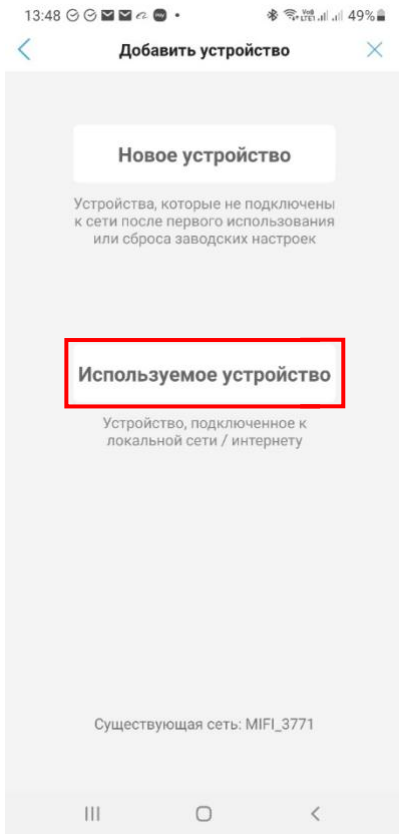 13:48
49%
Добавить устройство
Новое устройство
Устройства, которые не подключены
к сети после первого использования
или сброса заводских настроек
Используемое устройство
Устройство, подключенное к
локальной сети / интернету
Существующая сеть: MIFI_3771